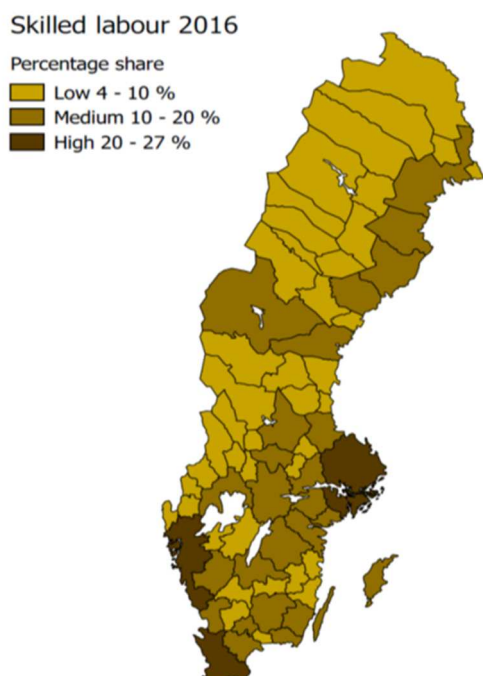 Skilled labour 2016
Percentage share
Low 4 - 10 %
Medium 10 - 20 %
High 20 - 27 %